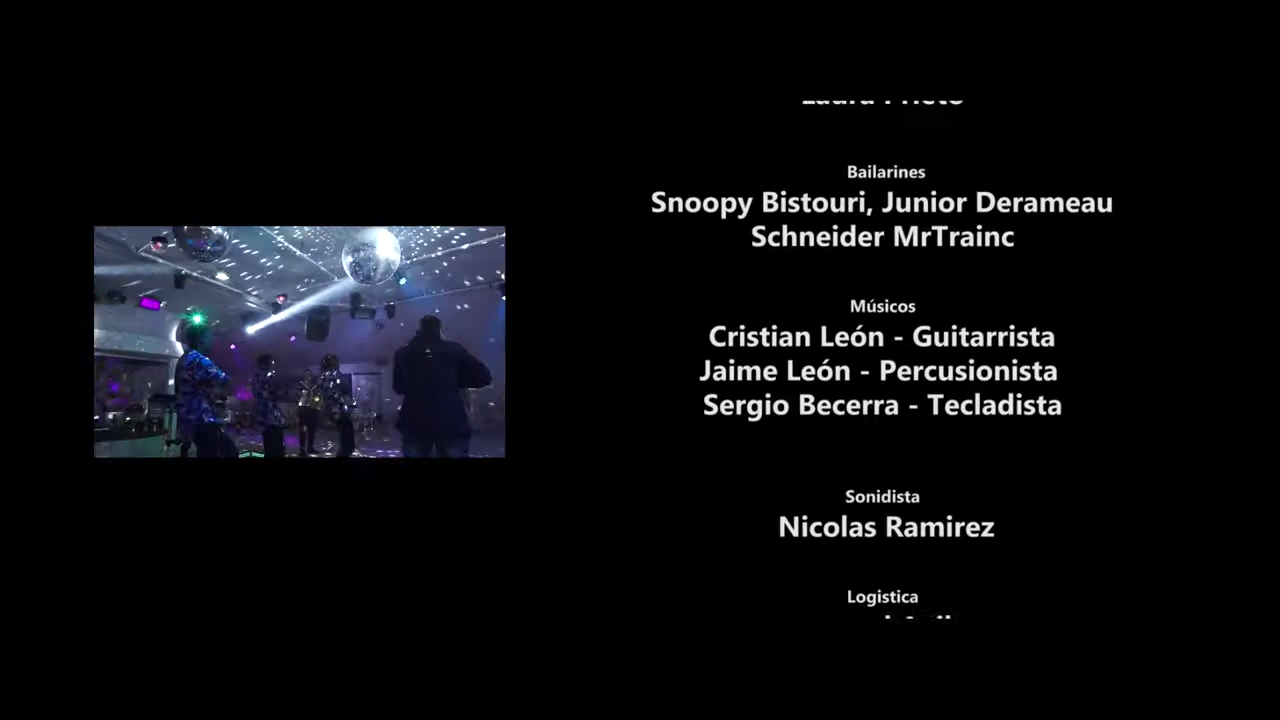 Bailarines
Snoopy Bistouri, Junior Derameau
Schneider MrTrainc
Músicos
Cristian León - Guitarrista
Jaime León - Percusionista
Sergio Becerra - Tecladista
Sonidista
Nicolas Ramirez
Logistica